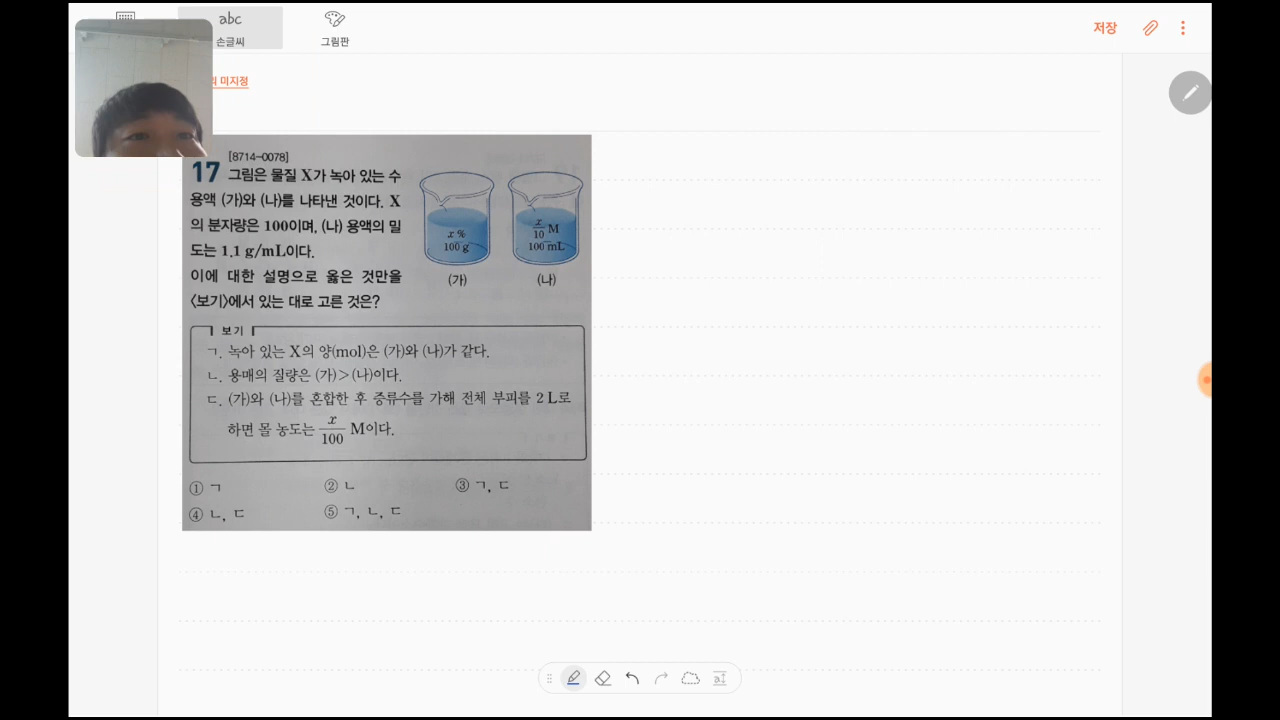 abc
손글씨
그림판
저장
미지정
[8714-0078]
17 그림은 물질 X가 녹아 있는 수
용액 (가)와 (나)를 나타낸 것이다. X
의 분자량은 100이며, (나) 용액의 밀
도는 1.1 g/mL이다.
이에 대한 설명으로 옳은 것만을
〈보기〉에서 있는 대로 고른 것은?
x %
100 g
(가)
x/10 M
100 mL
(나)
보기
ㄱ. 녹아 있는 X의 양(mol)은 (가)와 (나)가 같다.
ㄴ. 용매의 질량은 (가)>(나)이다.
ㄷ. (가)와 (나)를 혼합한 후 증류수를 가해 전체 부피를 2 L로
하면 몰 농도는 x/100 M이다.
① ㄱ ② ㄴ ③ ㄱ, ㄷ
④ ㄴ, ㄷ ⑤ ㄱ, ㄴ, ㄷ